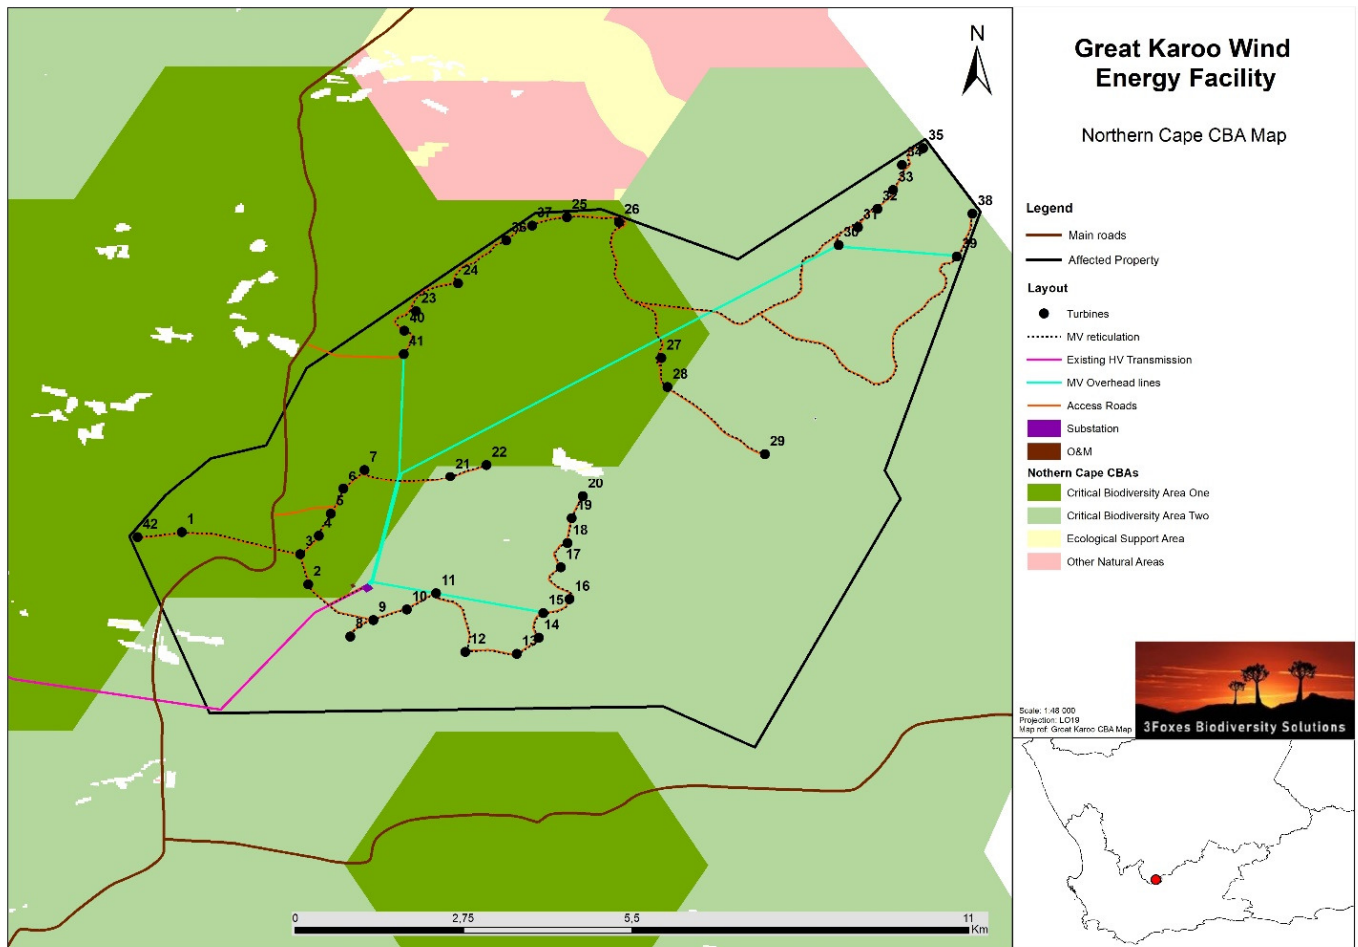 Great Karoo Wind
Energy Facility
Northern Cape CBA Map
N
Legend
Main roads
Affected Property
Layout
Turbines
MV reticulation
Existing HV Transmission
MV Overhead lines
Access Roads
Substation
O&M
Nothern Cape CBAs
Critical Biodiversity Area One
Critical Biodiversity Area Two
Ecological Support Area
Other Natural Areas
35
34
33
38
32
31
30
39
26
25
37
36
24
23
40
41
27
28
29
22
21
7
6
5
4
3
1
42
2
20
19
18
17
16
15
14
13
12
11
10
9
8
0
2,75
5,5
11
Km
Scale: 1:48 000
Projection: LO19
Map ref: Great Karoo CBA Map
3Foxes Biodiversity Solutions